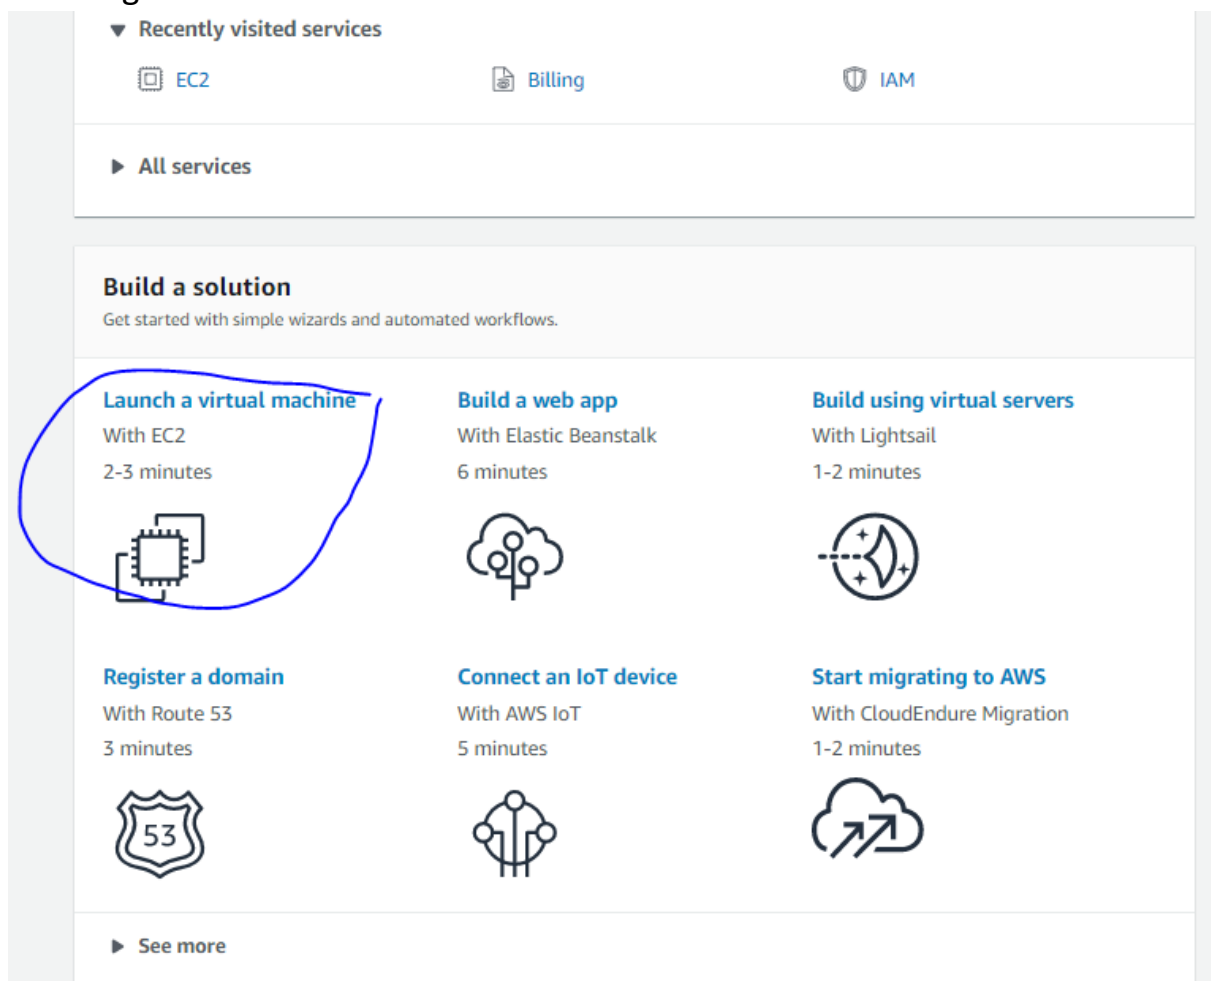 Recently visited services
EC2 Billing IAM
All services
Build a solution
Get started with simple wizards and automated workflows.
Launch a virtual machine
With EC2
2-3 minutes
Build a web app
With Elastic Beanstalk
6 minutes
Build using virtual servers
With Lightsail
1-2 minutes
Register a domain
With Route 53
3 minutes
53
Connect an IoT device
With AWS IoT
5 minutes
Start migrating to AWS
With CloudEndure Migration
1-2 minutes
See more